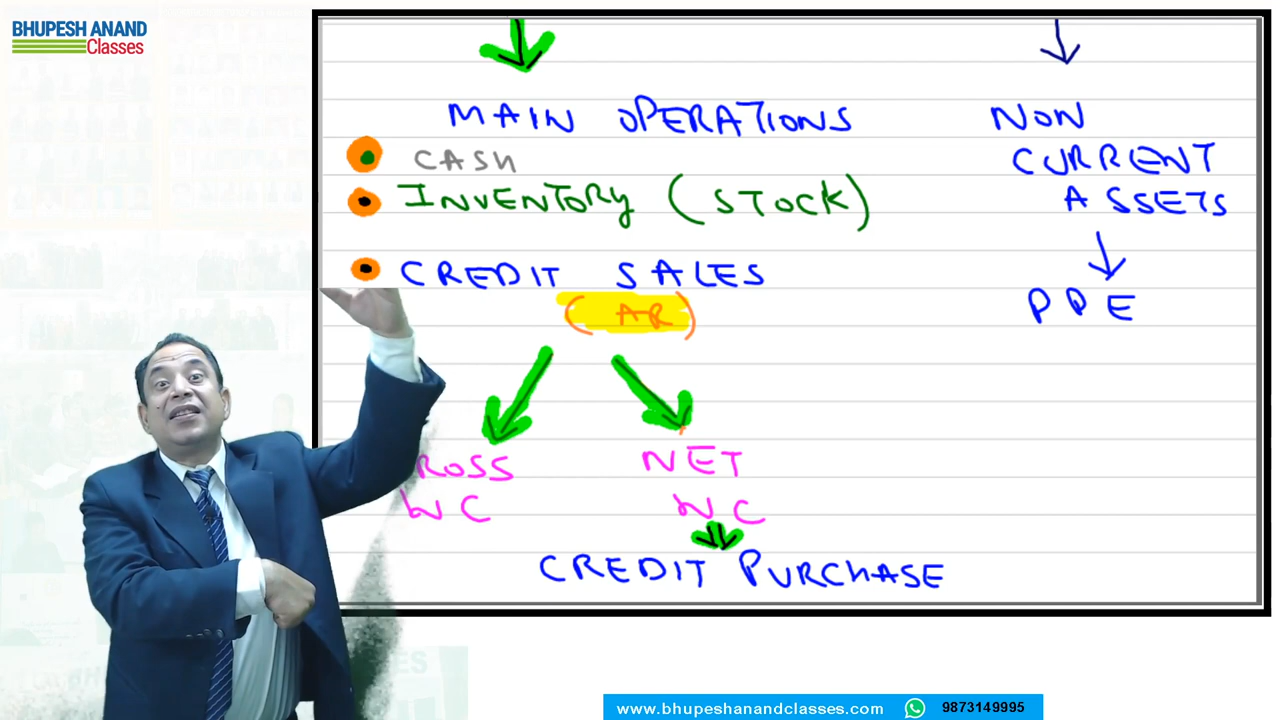 BHUPESH ANAND
Classes
MAIN OPERATIONS
CASH
INVENTORY (STOCK)
CREDIT SALES
(AR)
ROSS
WC
NET
WC
CREDIT PURCHASE
NON
CURRENT
ASSETS
PPE
www.bhupeshanandclasses.com 9873149995